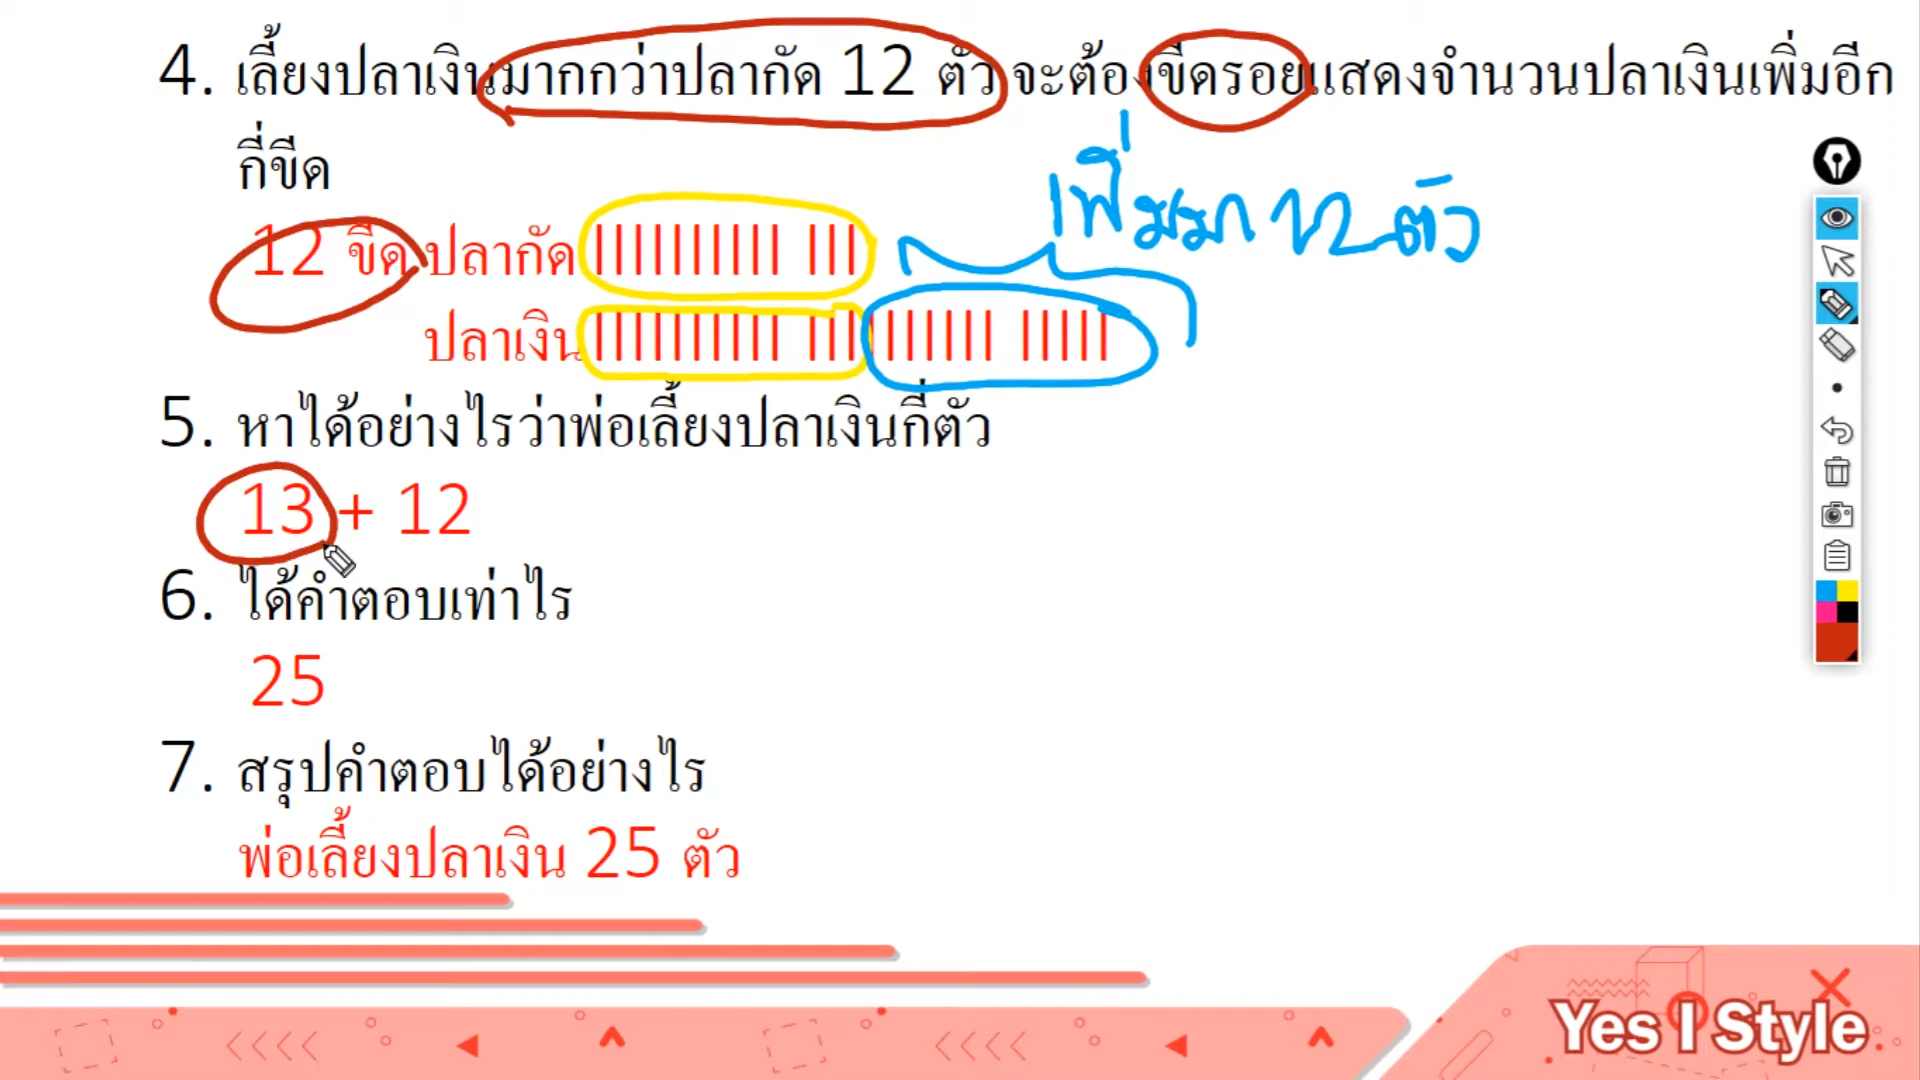 4. เลี้ยงปลาเงินมากกว่าปลากัด 12 ตัว จะต้องขีดรอยแสดงจำนวนปลาเงินเพิ่มอีก
กี่ขีด
เพิ่มมา 12 ตัว
12 ขีด ปลากัด |||||||||| |||
ปลาเงิน |||||||||| |||||||||| |||||
5. หาได้อย่างไรว่าพ่อเลี้ยงปลาเงินกี่ตัว
13 + 12
6. ได้คำตอบเท่าไร
25
7. สรุปคำตอบได้อย่างไร
พ่อเลี้ยงปลาเงิน 25 ตัว
Yes I Style